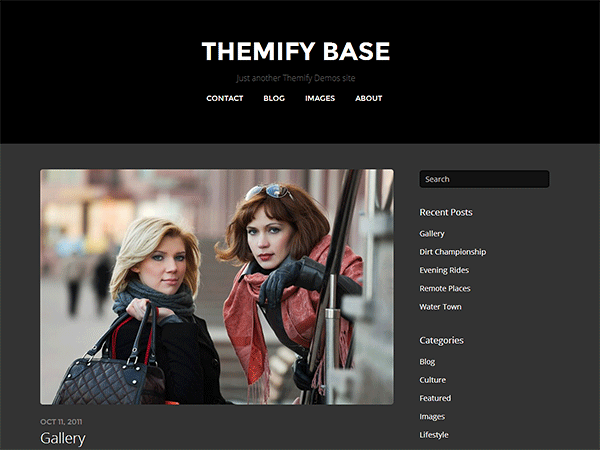 THEMIFY BASE
Just another Themify Demos site
CONTACT BLOG IMAGES ABOUT
Search
Recent Posts
Gallery
Dirt Championship
Evening Rides
Remote Places
Water Town
Categories
Blog
Culture
Featured
Images
Lifestyle
OCT 11, 2011
Gallery